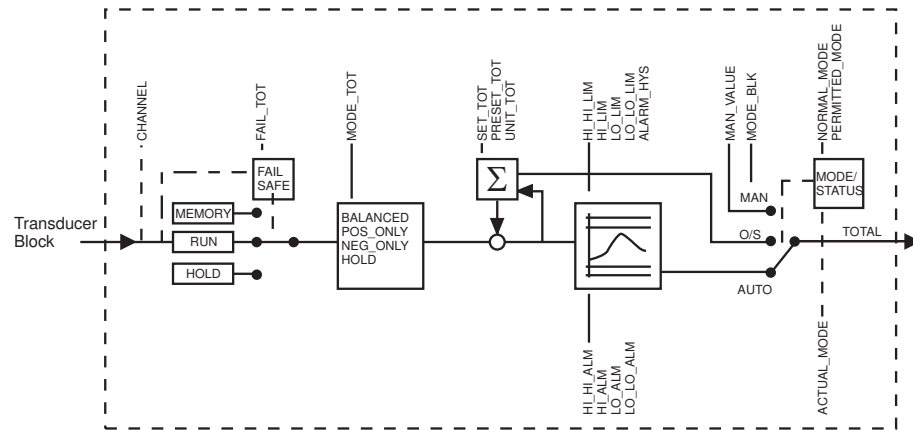 CHANNEL
FAIL_TOT
MODE_TOT
SET_TOT
PRESET_TOT
UNIT_TOT
HI_HI_LIM
HI_LIM
LO_LIM
LO_LO_LIM
ALARM_HYS
MAN_VALUE
MODE_BLK
NORMAL_MODE
PERMITTED_MODE
FAIL
SAFE
Σ
MODE/
STATUS
MEMORY
MAN
BALANCED
POS_ONLY
NEG_ONLY
HOLD
Transducer
Block
RUN
O/S
TOTAL
HOLD
AUTO
HI_HI_ALM
HI_ALM
LO_ALM
LO_LO_ALM
ACTUAL_MODE